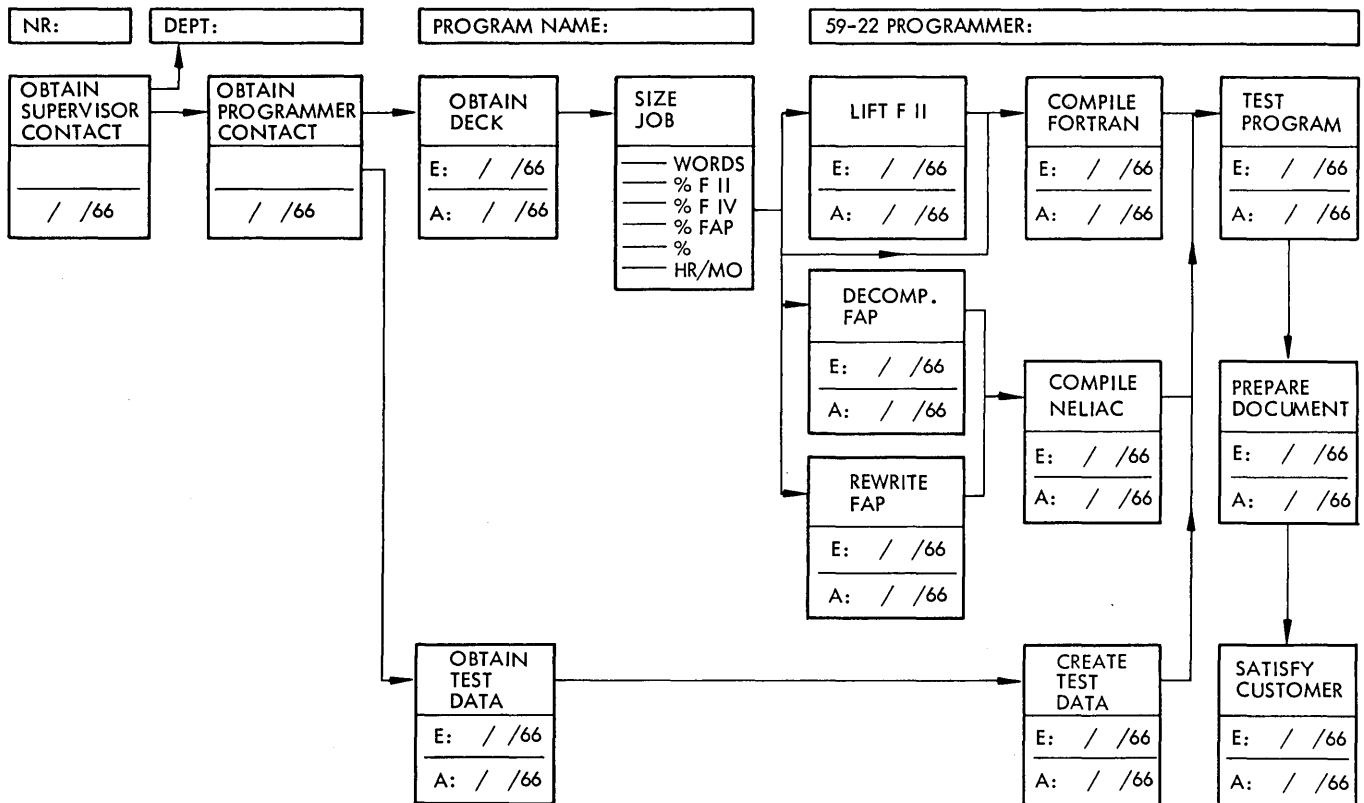 NR:
DEPT:
PROGRAM NAME:
59-22 PROGRAMMER:
OBTAIN
SUPERVISOR
CONTACT
/ /66
OBTAIN
PROGRAMMER
CONTACT
/ /66
OBTAIN
DECK
E: / /66
A: / /66
SIZE
JOB
WORDS
% F II
% F IV
% FAP
%
HR/MO
LIFT F II
E: / /66
A: / /66
COMPILE
FORTRAN
E: / /66
A: / /66
TEST
PROGRAM
E: / /66
A: / /66
DECOMP.
FAP
E: / /66
A: / /66
REWRITE
FAP
E: / /66
A: / /66
COMPILE
NELIAC
E: / /66
A: / /66
PREPARE
DOCUMENT
E: / /66
A: / /66
OBTAIN
TEST
DATA
E: / /66
A: / /66
CREATE
TEST
DATA
E: / /66
A: / /66
SATISFY
CUSTOMER
E: / /66
A: / /66